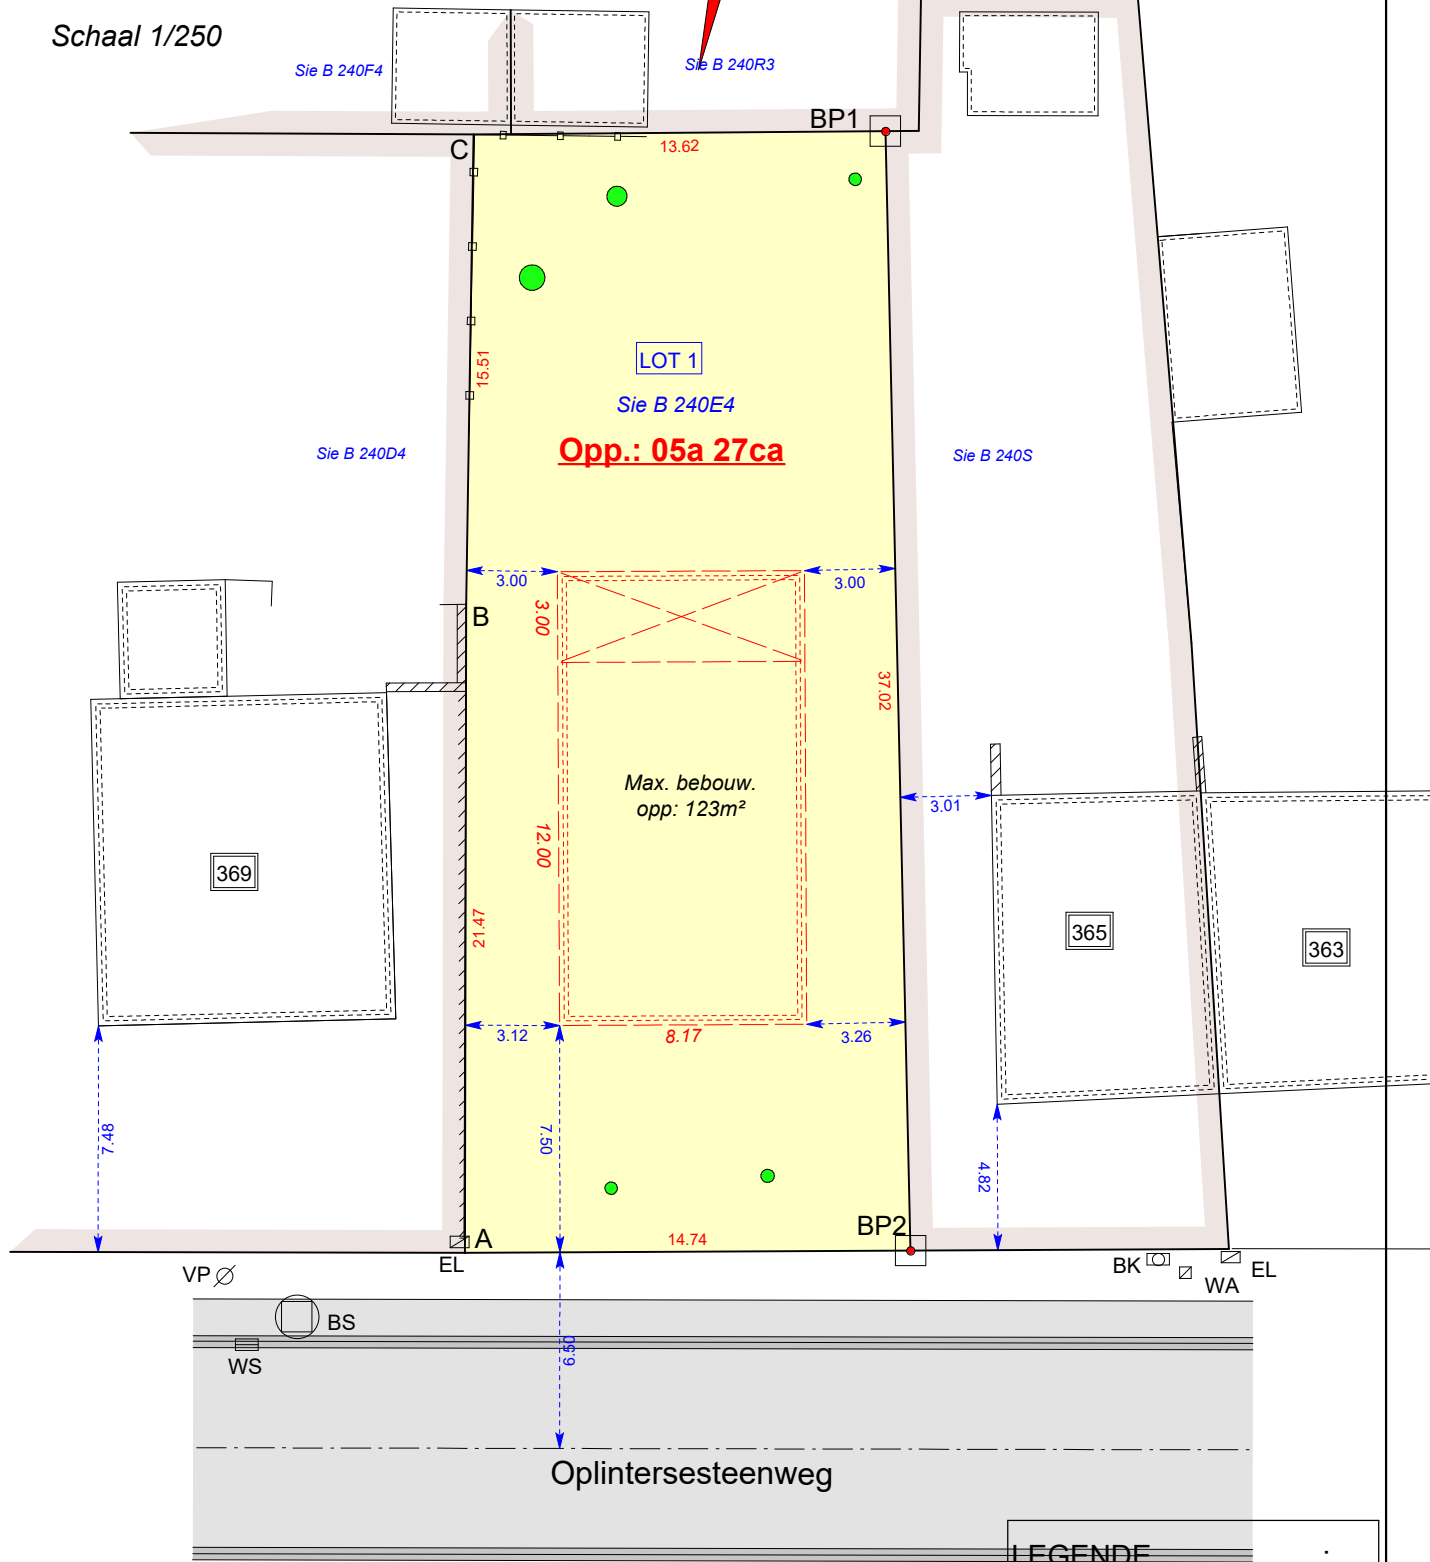 Schaal 1/250
Sie B 240F4
Sie B 240R3
BP1
C
13.62
15.51
LOT 1
Sie B 240E4
Opp.: 05a 27ca
Sie B 240D4
Sie B 240S
3.00
3.00
3.00
B
37.02
Max. bebouw.
opp: 123m²
3.01
12.00
369
21.47
365
363
3.12
8.17
3.26
7.48
7.50
4.82
A
14.74
BP2
EL
VP
BK
WA
EL
BS
WS
6.50
Oplintersesteenweg
LEGENDE